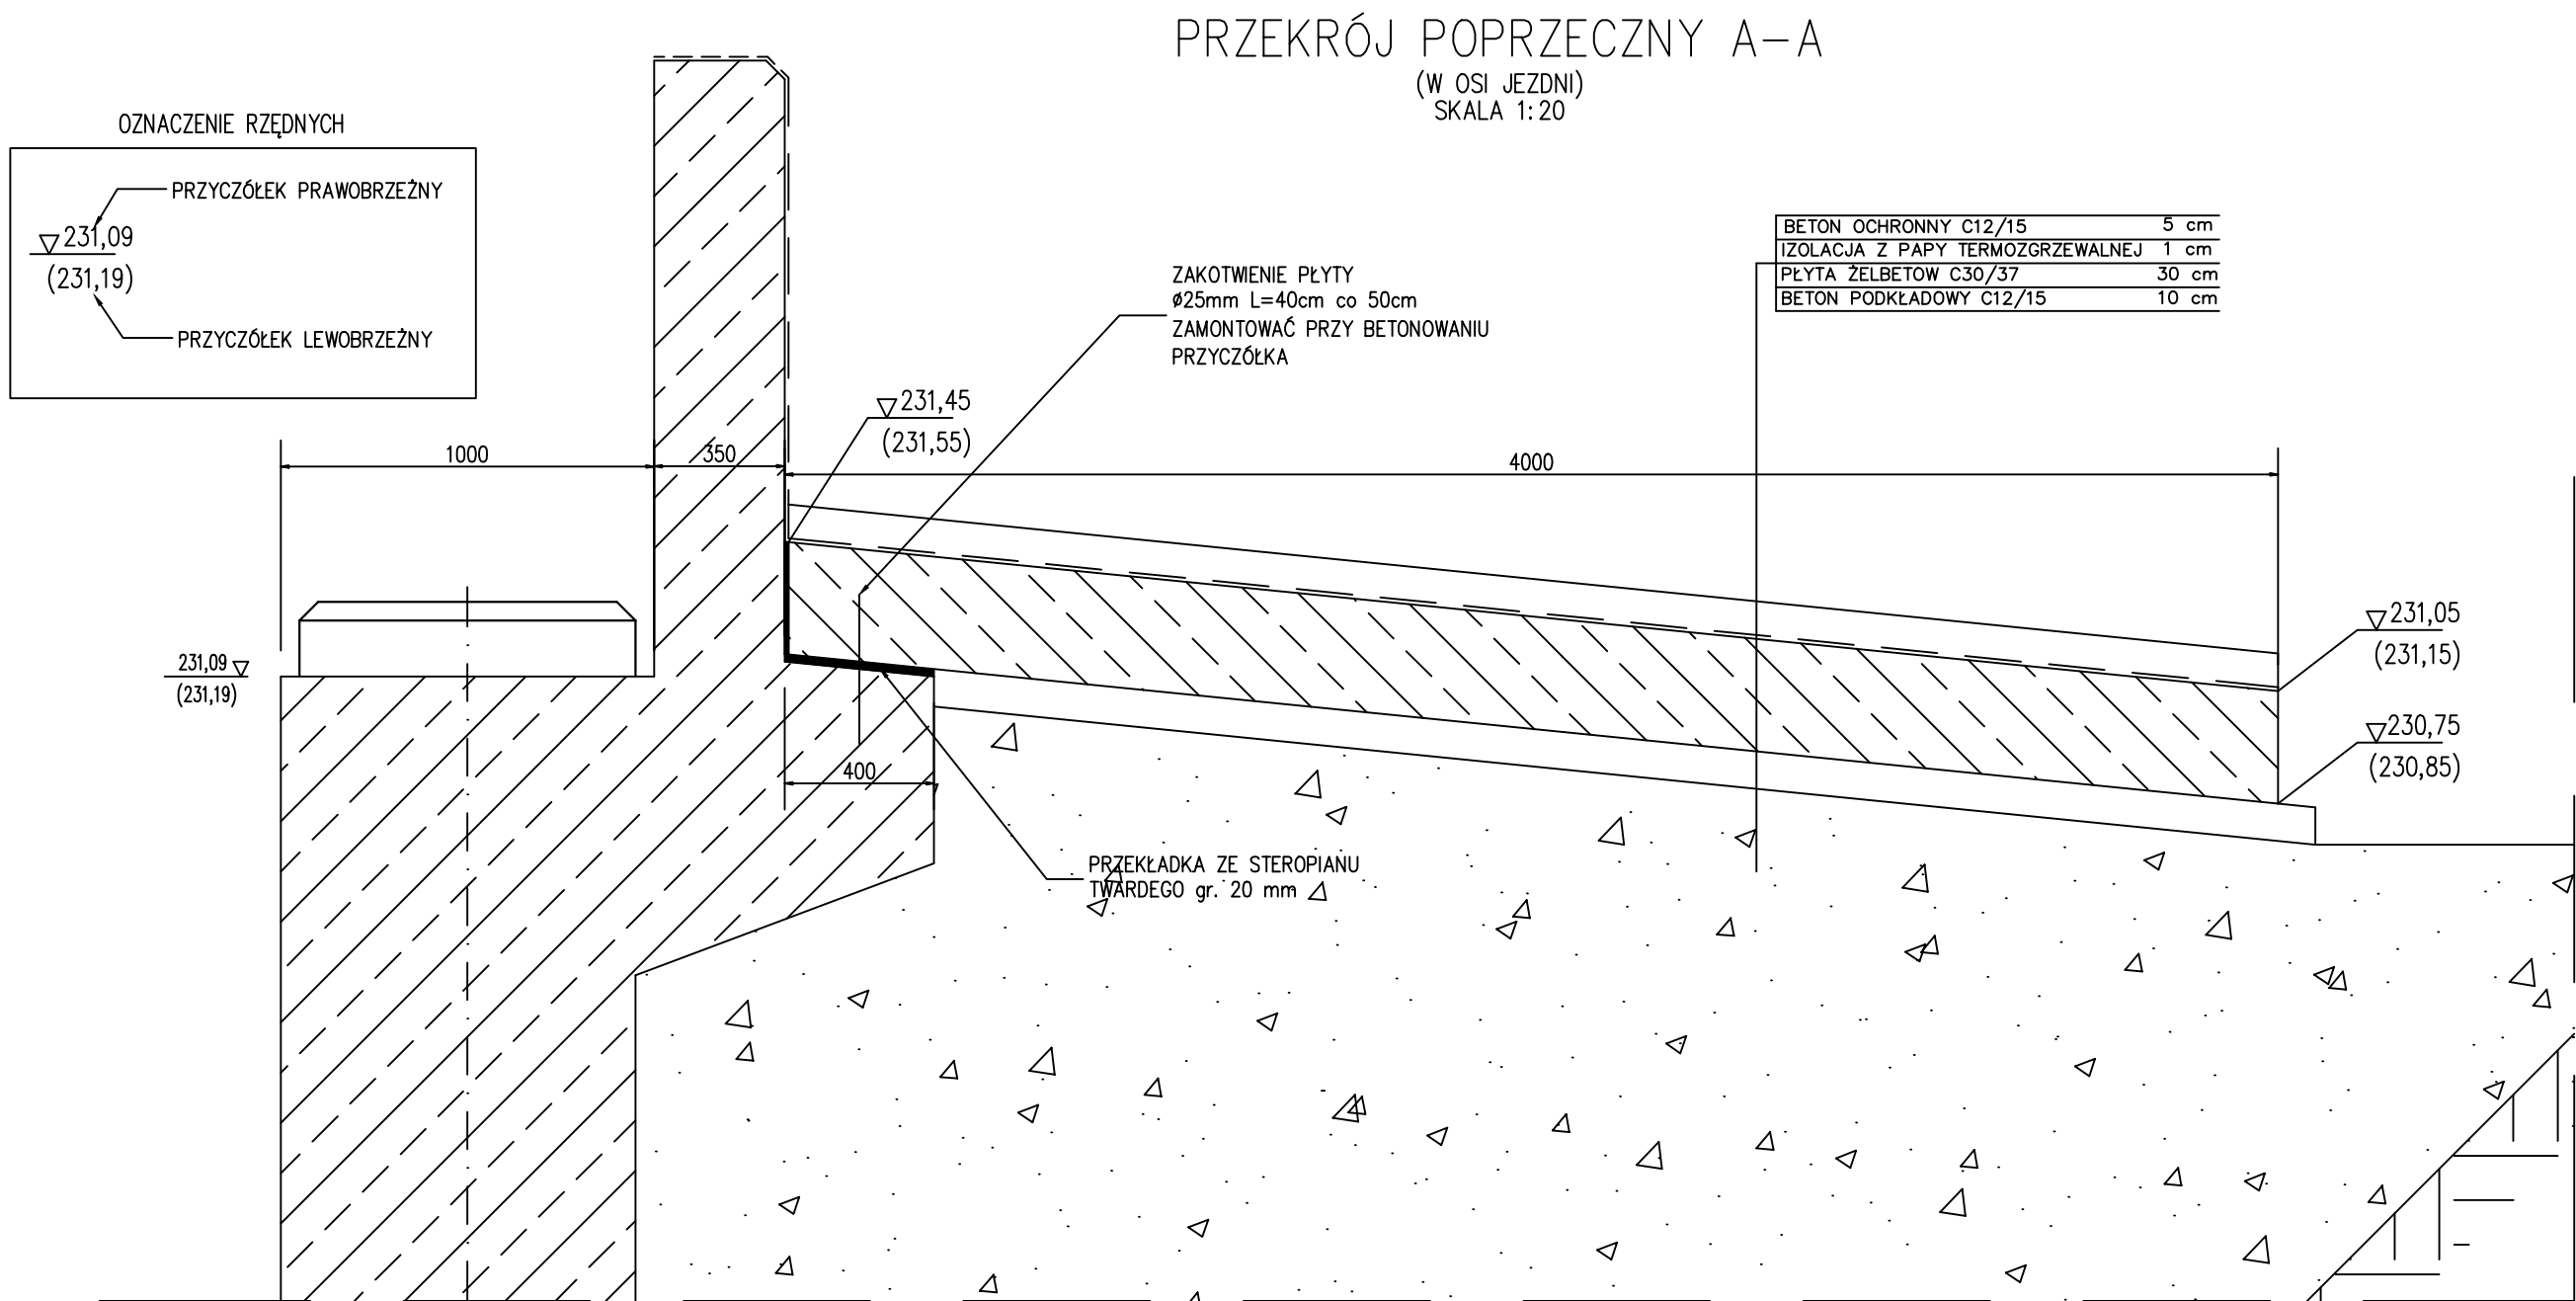 PRZEKRÓJ POPRZECZNY A-A
(W OSI JEZDNI)
SKALA 1:20
OZNACZENIE RZĘDNYCH
PRZYCZÓŁEK PRAWOBRZEŻNY
231,09
(231,19)
PRZYCZÓŁEK LEWOBRZEŻNY
BETON OCHRONNY C12/15 5 cm
IZOLACJA Z PAPY TERMOZGRZEWALNEJ 1 cm
PŁYTA ŻELBETOW C30/37 30 cm
BETON PODKŁADOWY C12/15 10 cm
ZAKOTWIENIE PŁYTY
ø25mm L=40cm co 50cm
ZAMONTOWAĆ PRZY BETONOWANIU
PRZYCZÓŁKA
231,45
(231,55)
1000
350
4000
231,05
(231,15)
231,09
(231,19)
230,75
(230,85)
400
PRZEKŁADKA ZE STEROPIANU
TWARDEGO gr. 20 mm